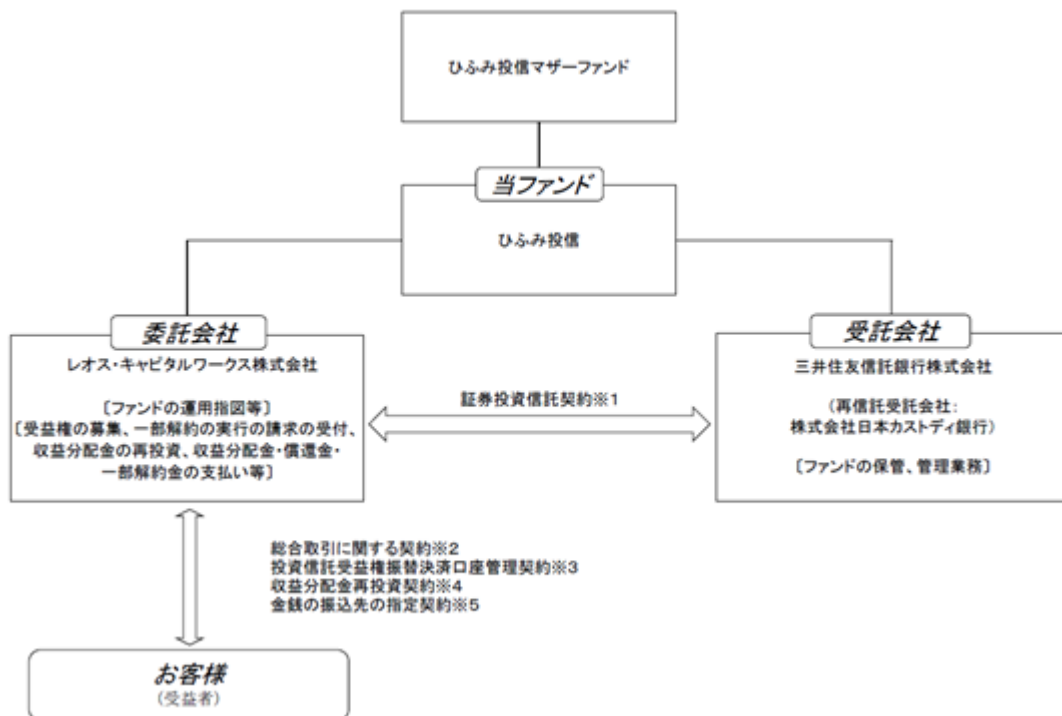 ひふみ投信マザーファンド
当ファンド
ひふみ投信
委託会社
レオス・キャピタルワークス株式会社
〔ファンドの運用指図等〕
〔受益権の募集、一部解約の実行の請求の受付、
収益分配金の再投資、収益分配金・償還金・
一部解約金の支払い等〕
証券投資信託契約※1
受託会社
三井住友信託銀行株式会社
(再信託受託会社：
株式会社日本カストディ銀行)
〔ファンドの保管、管理業務〕
総合取引に関する契約※2
投資信託受益権振替決済口座管理契約※3
収益分配金再投資契約※4
金銭の振込先の指定契約※5
お客様
(受益者)